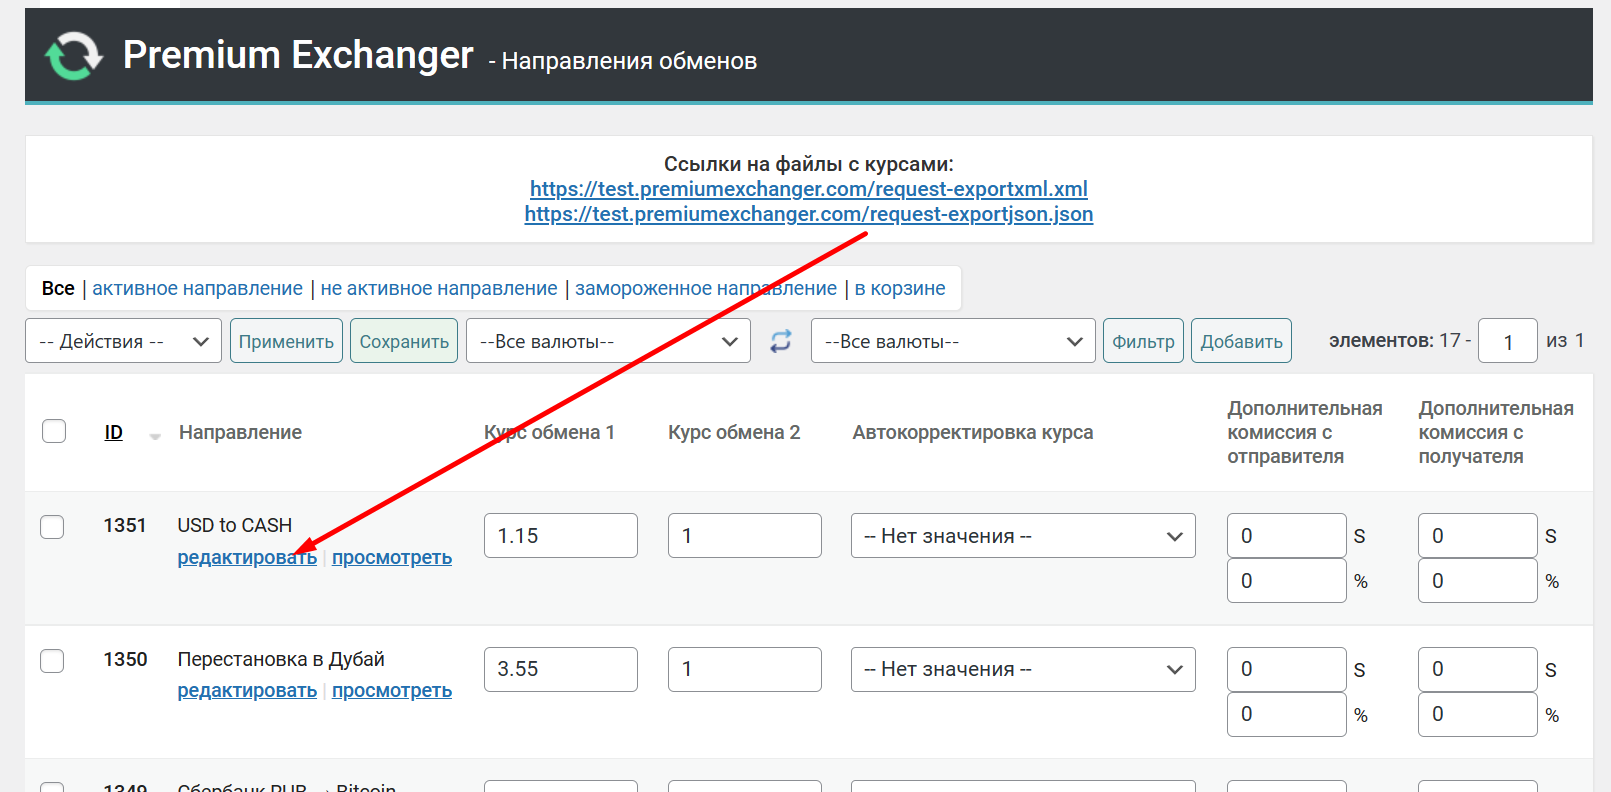 Premium Exchanger - Направления обменов
Ссылки на файлы с курсами:
https://test.premiumexchanger.com/request-exportxml.xml
https://test.premiumexchanger.com/request-exportjson.json
Все | активное направление | не активное направление | замороженное направление | в корзине
-- Действия -- Применить Сохранить --Все валюты-- --Все валюты-- Фильтр Добавить элементов: 17 - 1 из 1
ID Направление Курс обмена 1 Курс обмена 2 Автокорректировка курса Дополнительная комиссия с отправителя Дополнительная комиссия с получателя
1351 USD to CASH 1.15 1 -- Нет значения -- 0 S 0 S
редактировать | просмотреть 0 % 0 %
1350 Перестановка в Дубай 3.55 1 -- Нет значения -- 0 S 0 S
редактировать | просмотреть 0 % 0 %
1349 Сбербанк RUB → Bitcoin